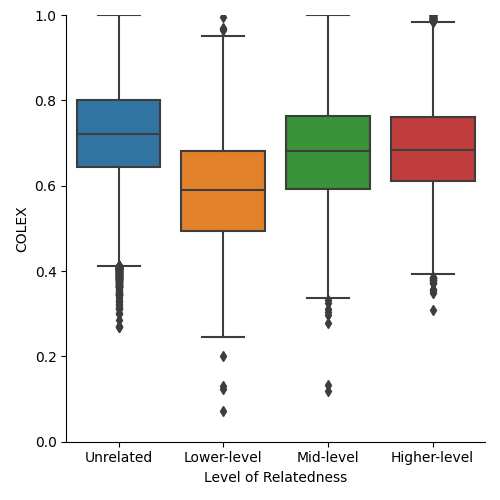 1.0
0.8
0.6
0.4
0.2
0.0
COLEX
Unrelated
Lower-level
Mid-level
Higher-level
Level of Relatedness